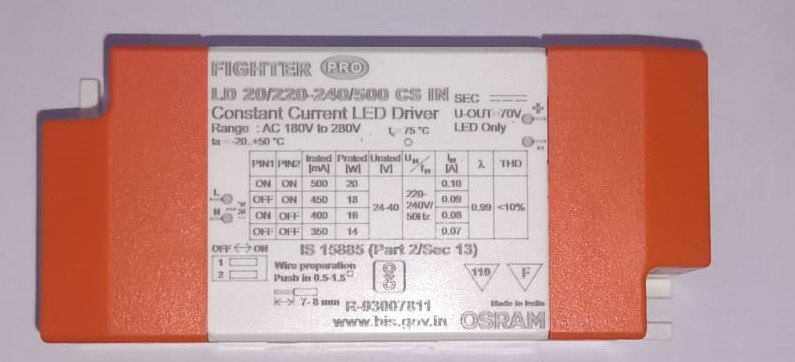 FIGHTER PRO
LD 20/220-240/500 CS IN
Constant Current LED Driver
Range : AC 180V to 280V tc=75 °C
ta= -20..+50 °C
SEC
U-OUT=70V
LED Only
PIN1 PIN2 Irated [mA] Prated [W] Urated [V] UN/fN IN [A] λ THD
ON ON 500 20 24-40 220-240V/50Hz 0.10 0.99 <10%
OFF ON 450 18 0.09
ON OFF 400 16 0.08
OFF OFF 350 14 0.07
L
N
OFF <-> ON
1
2
IS 15885 (Part 2/Sec 13)
Wire preparation
Push in 0.5-1.5□
7-8 mm
110
F
R-93007811
www.bis.gov.in
Made in India
OSRAM